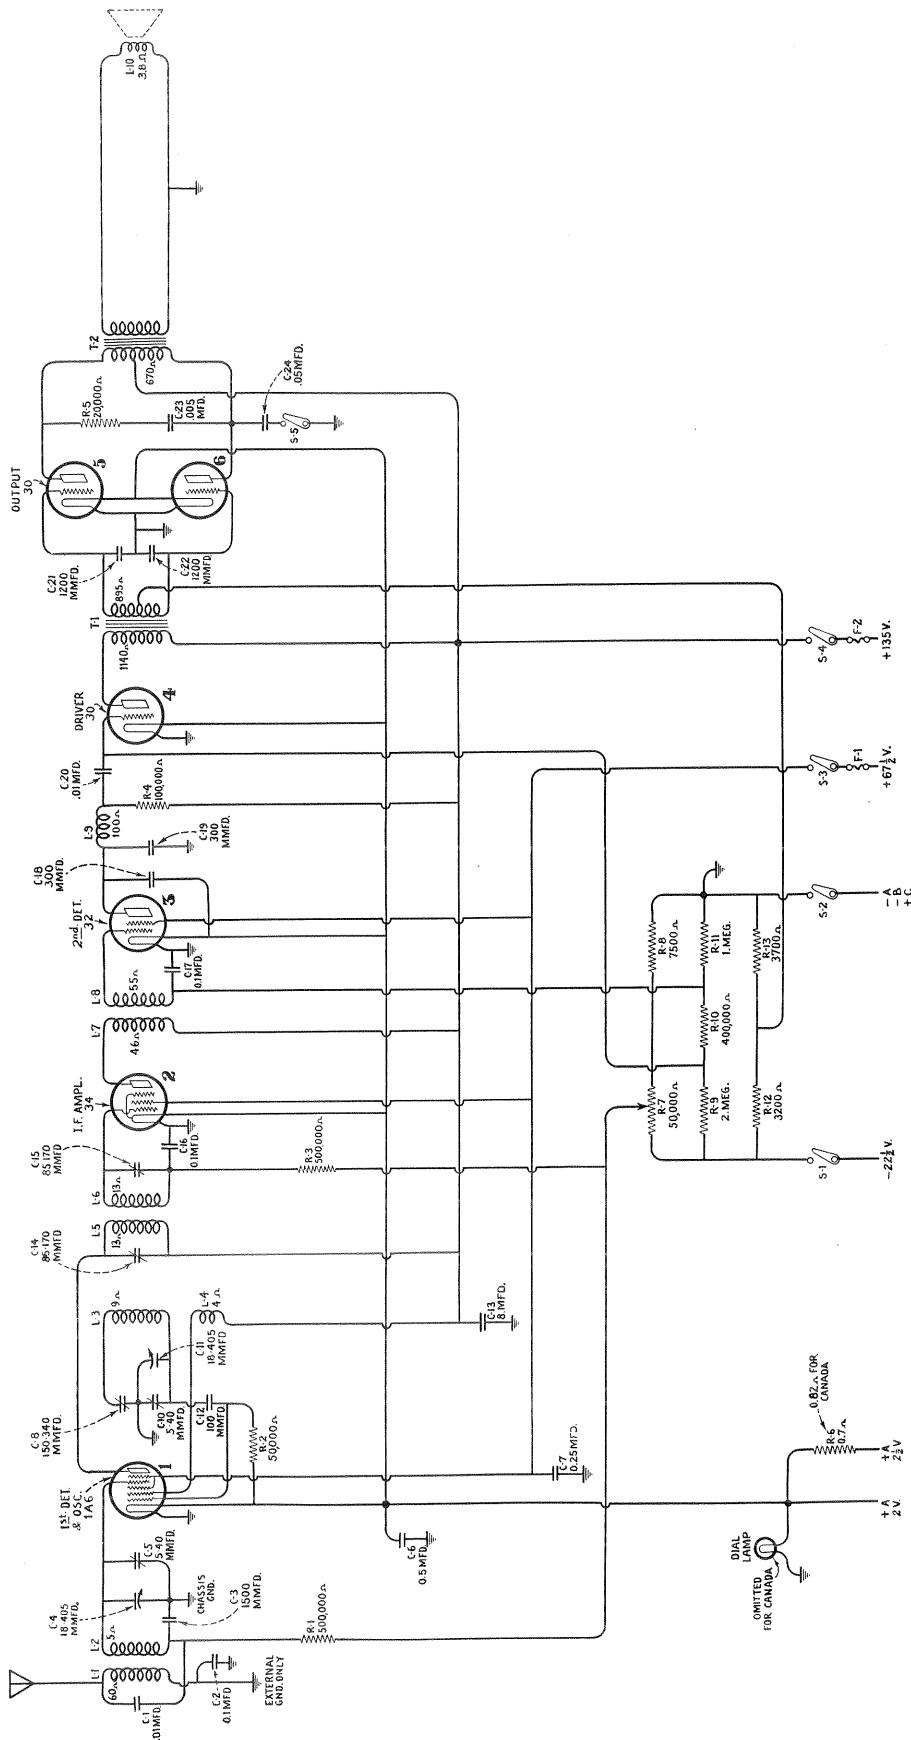 L-10
3.8Ω
T-2
670Ω
C-24
.05MFD.
S-5
R-5
20,000Ω
C-23
.005
MFD.
OUTPUT
30
5
6
C-21
1200
MMFD.
C-22
1200
MMFD.
895Ω
T-1
1140Ω
DRIVER
30
4
C-20
.01MFD.
R-4
100,000Ω
L-9
100Ω
C-19
300
MMFD.
C-18
300
MMFD.
2nd DET.
32
3
C-17
0.1MFD.
L-8
55Ω
L-7
46Ω
I.F. AMPL.
34
2
C-16
0.1MFD.
C-15
85-170
MMFD
R-3
500,000Ω
L-6
13Ω
L-5
13Ω
C-14
85-170
MMFD
L-3
9Ω
L-4
4Ω
C-13
8 MFD.
C-11
18-405
MMFD
C-8
150-340
MMFD.
C-10
5-40
MMFD.
C-12
100
MMFD.
R-2
50,000Ω
1st DET.
& OSC.
1A6
1
C-7
0.25MFD.
C-6
0.5 MFD.
C-5
5-40
MMFD.
C-4
18-405
MMFD.
CHASSIS
GND.
C-3
1500
MMFD.
R-1
500,000Ω
L-2
5Ω
L-1
60Ω
C-1
.01MFD.
C-2
0.1MFD
EXTERNAL
GND. ONLY
S-4
F-2
+135V.
S-3
F-1
+67½V.
S-2
-A
-B
+C
R-8
7500Ω
R-11
1.MEG.
R-13
3700Ω
R-10
400,000Ω
R-7
50,000Ω
R-9
2.MEG.
R-12
3200Ω
S-1
-22½V.
0.82Ω FOR
CANADA
R-6
0.7Ω
+A
2½V
+A
2V.
DIAL
LAMP
OMITTED
FOR CANADA